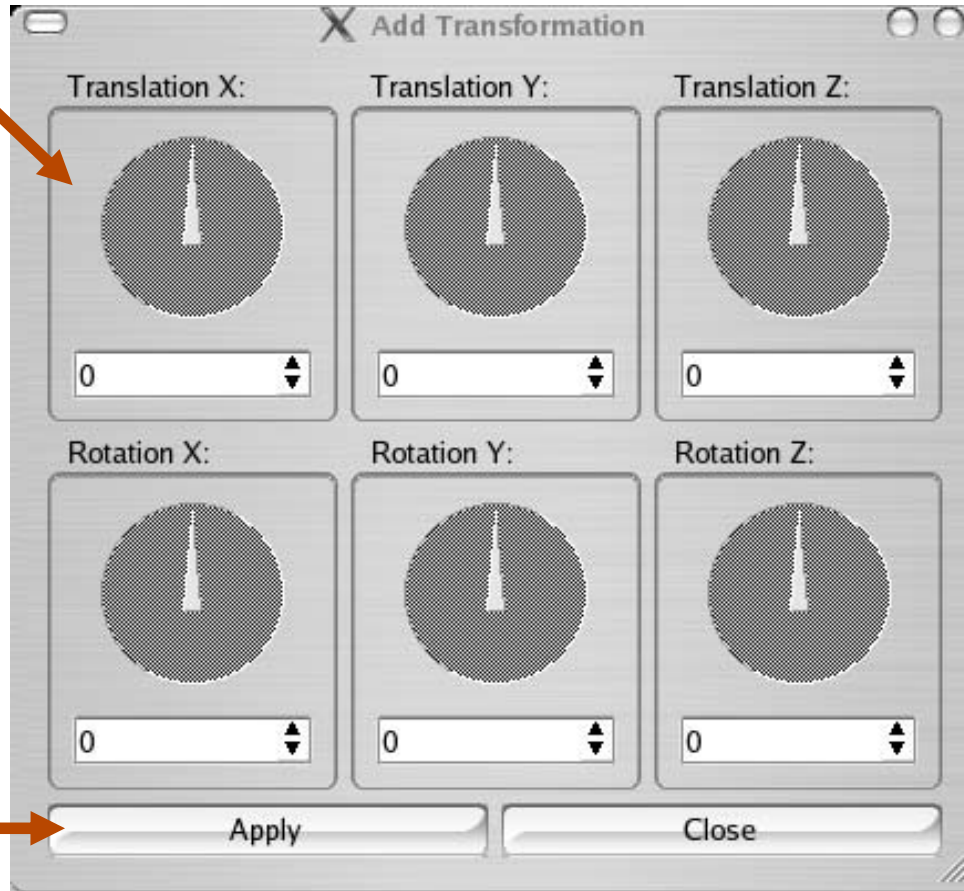 Add Transformation
Translation X: Translation Y: Translation Z:
0 0 0
Rotation X: Rotation Y: Rotation Z:
0 0 0
Apply Close